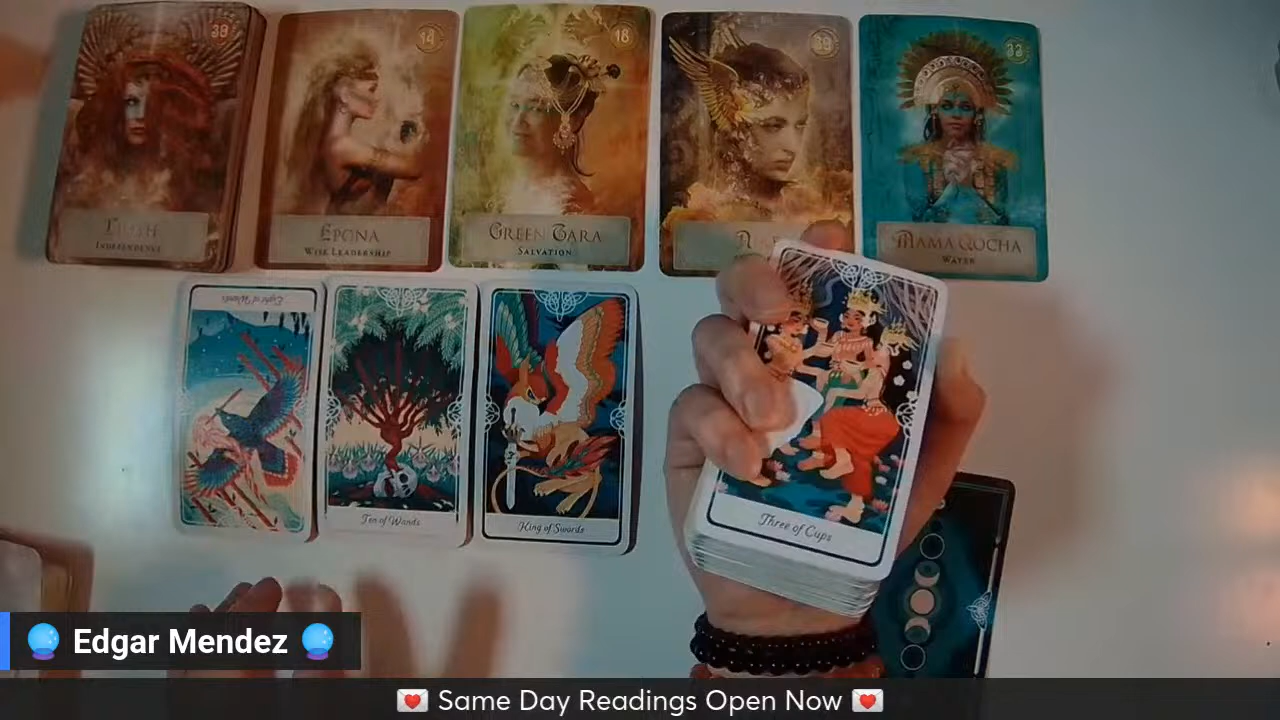 38
14
18
39
33
LILITH
INDEPENDENCE
EPONA
WISE LEADERSHIP
GREEN TARA
SALVATION
MAMA QOCHA
WATER
Eight of Wands
Ten of Wands
King of Swords
Three of Cups
Edgar Mendez
Same Day Readings Open Now